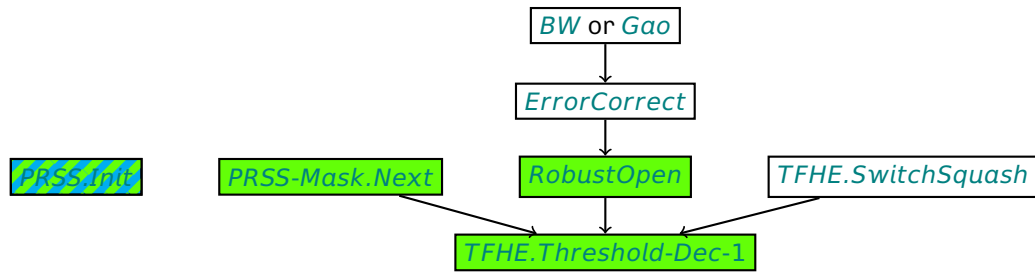 BW or Gao
ErrorCorrect
PRSS.Init
PRSS-Mask.Next
RobustOpen
TFHE.SwitchSquash
TFHE.Threshold-Dec-1